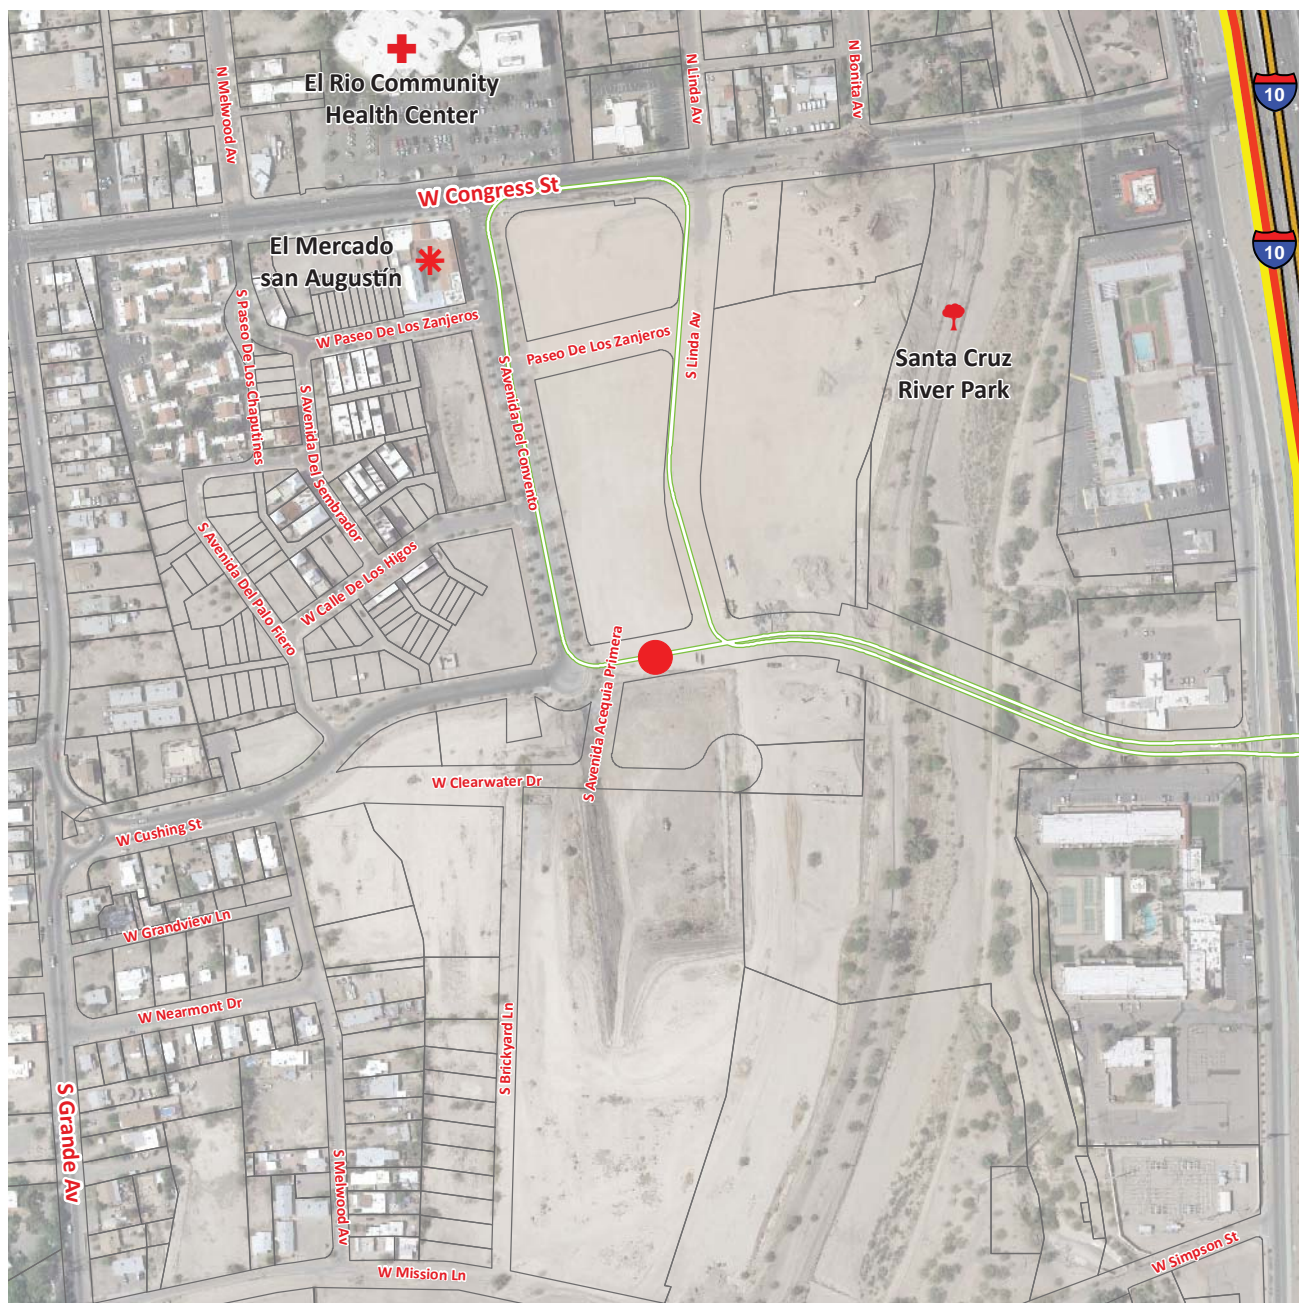 El Rio Community
Health Center
N Melwood Av
N Linda Av
N Bonita Av
10
W Congress St
El Mercado
san Augustín
10
S Paseo De Los Chaputines
W Paseo De Los Zanjeros
Paseo De Los Zanjeros
S Linda Av
Santa Cruz
River Park
S Avenida Del Convento
S Avenida Del Sembrador
S Avenida Del Palo Fiero
W Calle De Los Higos
S Avenida Acequia Primera
W Clearwater Dr
W Cushing St
W Grandview Ln
W Nearmont Dr
S Brickyard Ln
S Grande Av
S Melwood Av
W Mission Ln
W Simpson St